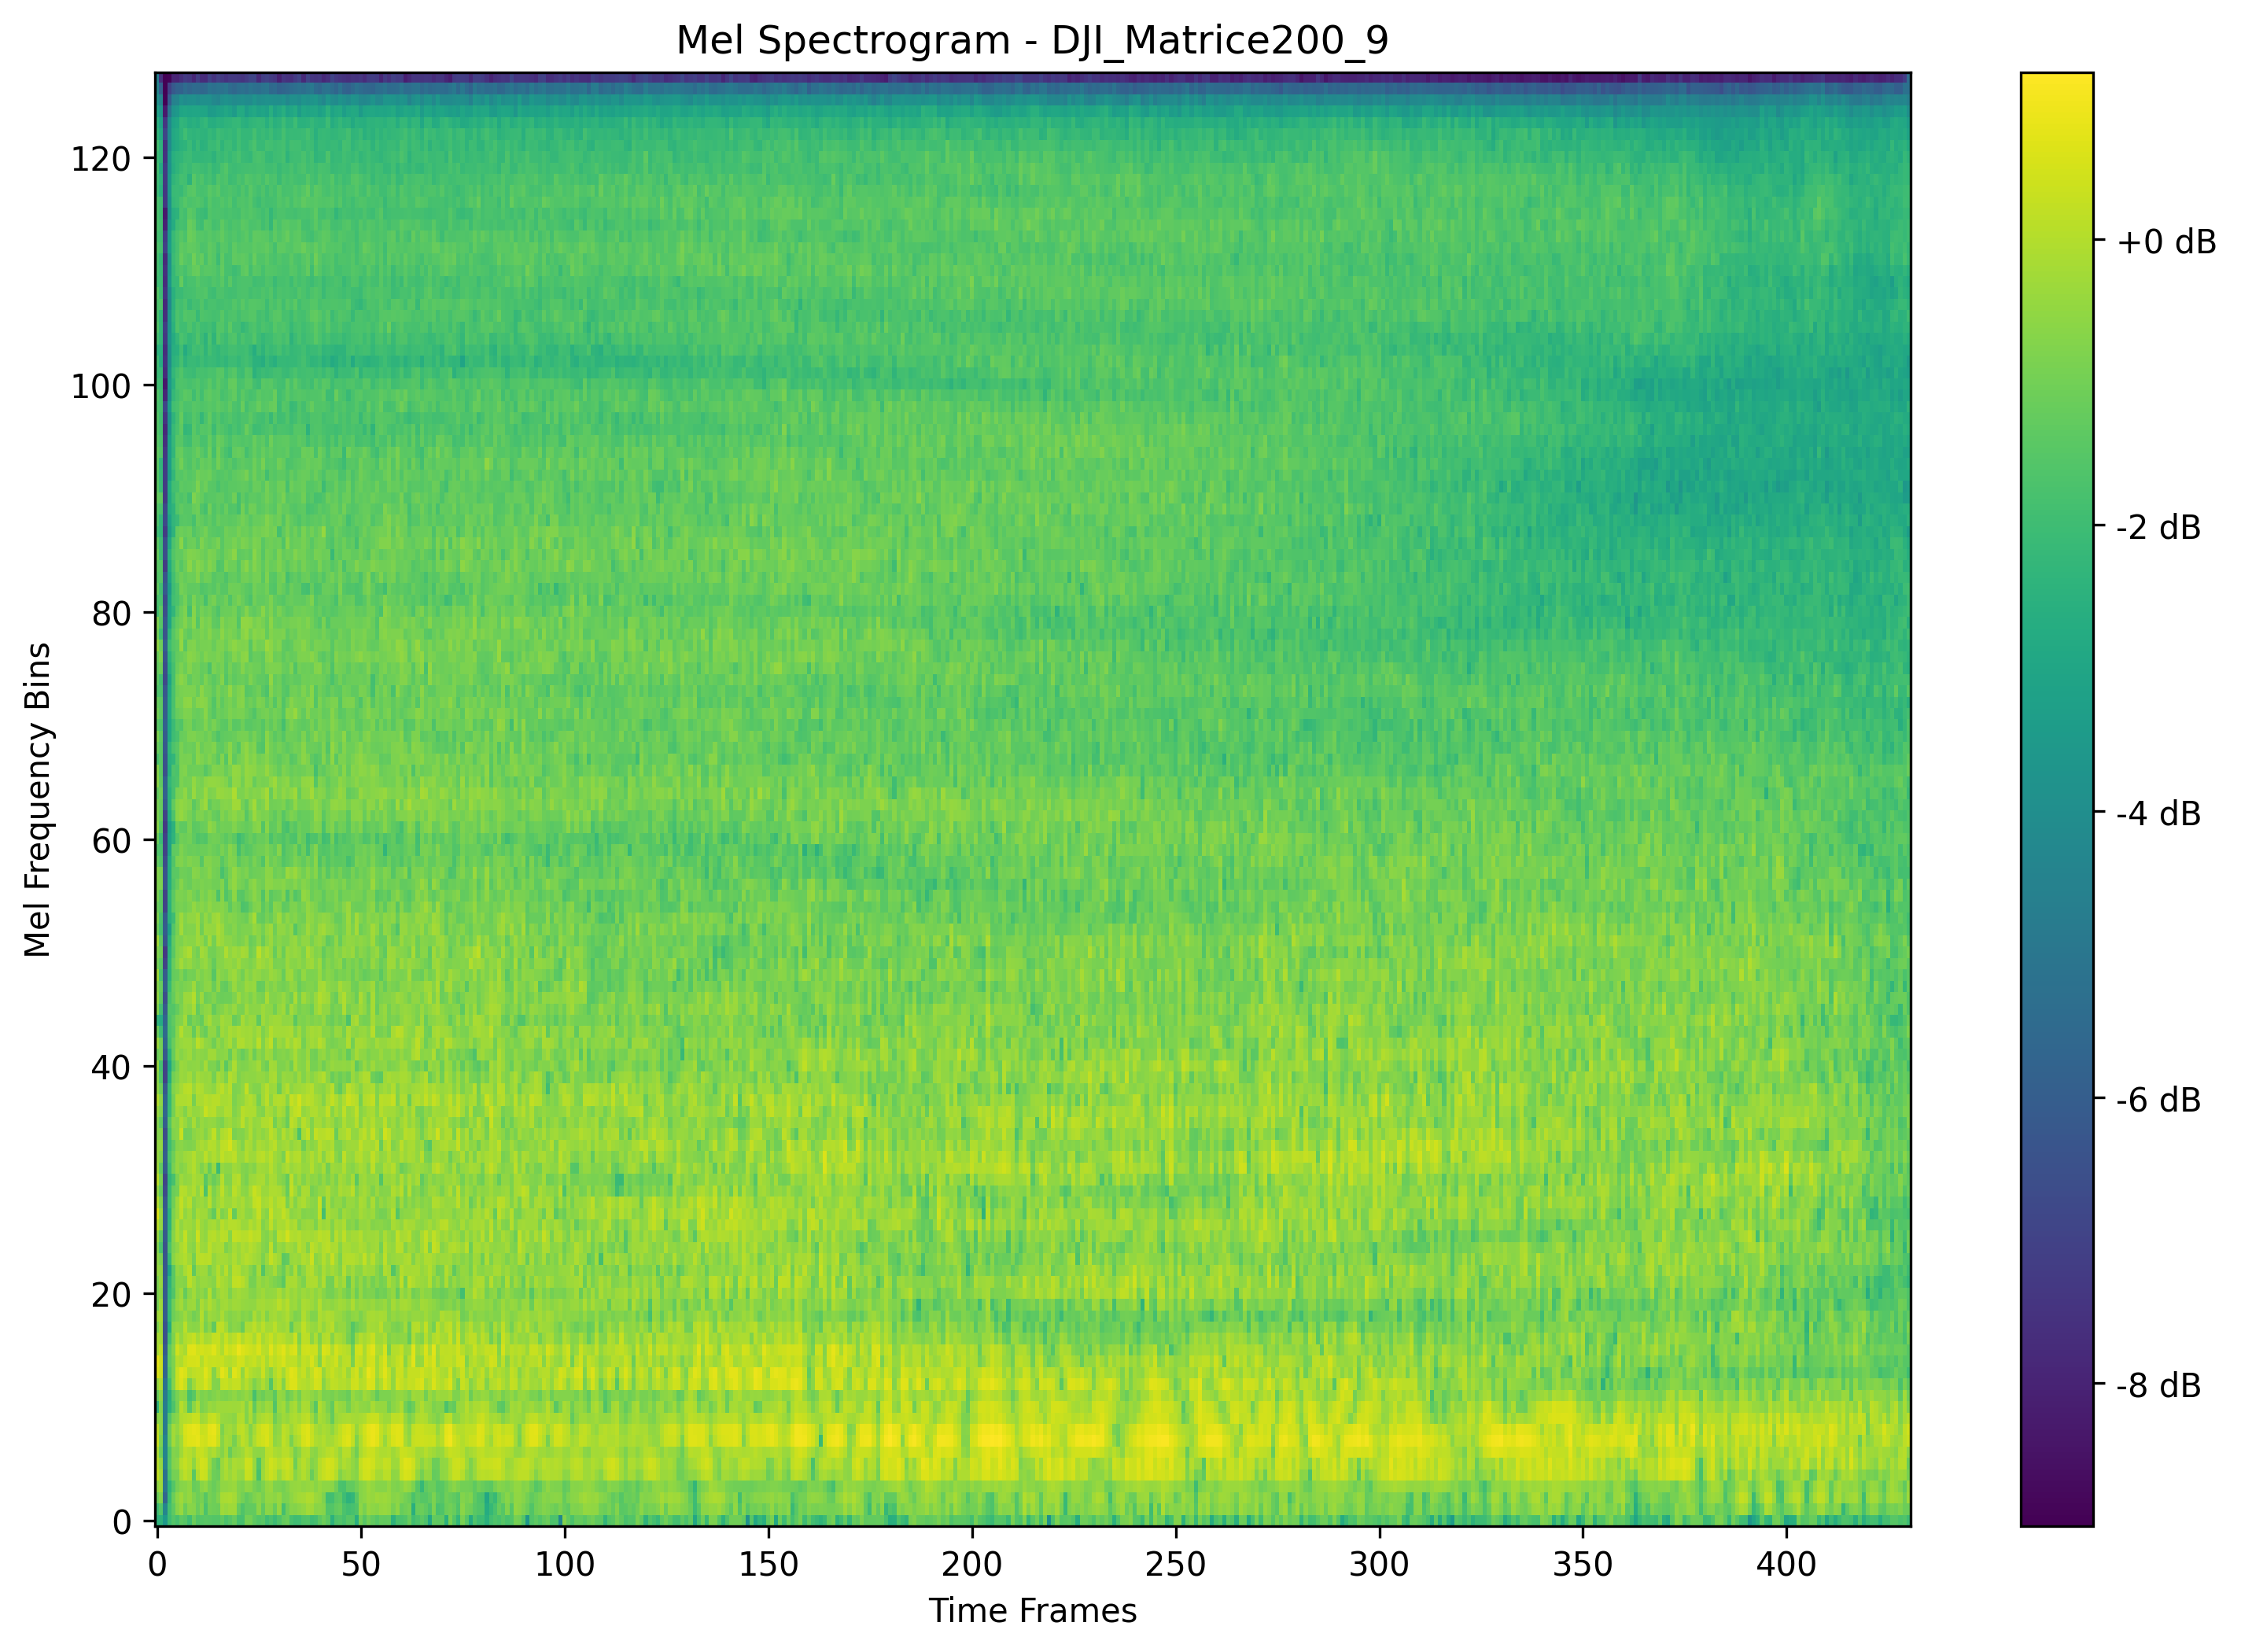 Mel Spectrogram - DJI_Matrice200_9
Mel Frequency Bins
120
100
80
60
40
20
0
0 50 100 150 200 250 300 350 400
Time Frames
+0 dB
-2 dB
-4 dB
-6 dB
-8 dB